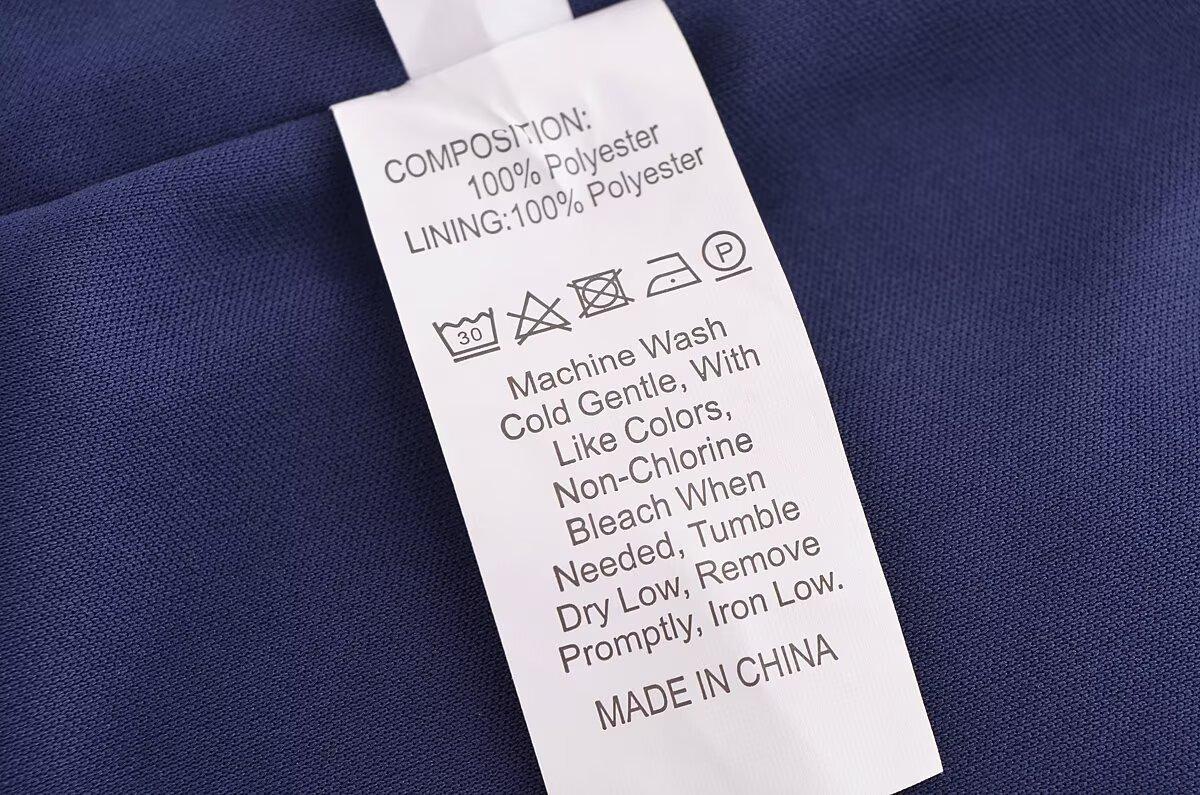 COMPOSITION:
100% Polyester
LINING:100% Polyester
30 P
Machine Wash
Cold Gentle, With
Like Colors,
Non-Chlorine
Bleach When
Needed, Tumble
Dry Low, Remove
Promptly, Iron Low.
MADE IN CHINA